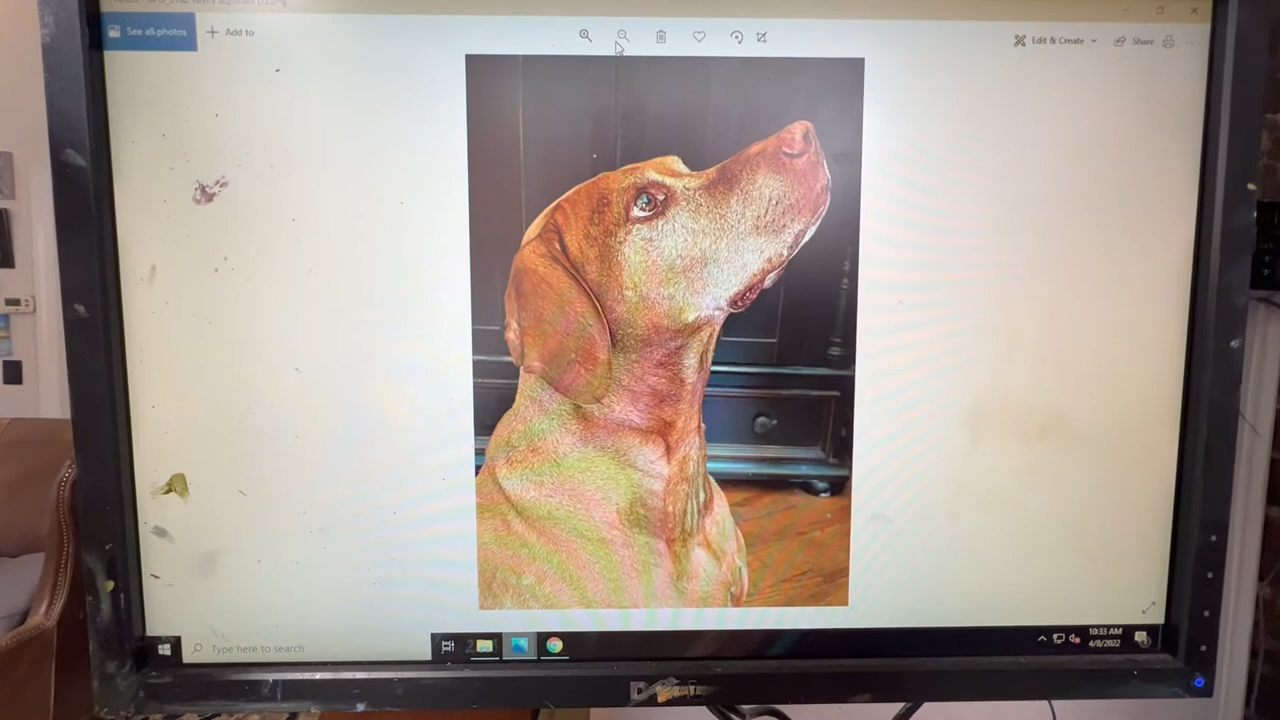 See all photos
Add to
Edit & Create
Share
Type here to search
10:33 AM
4/8/2022